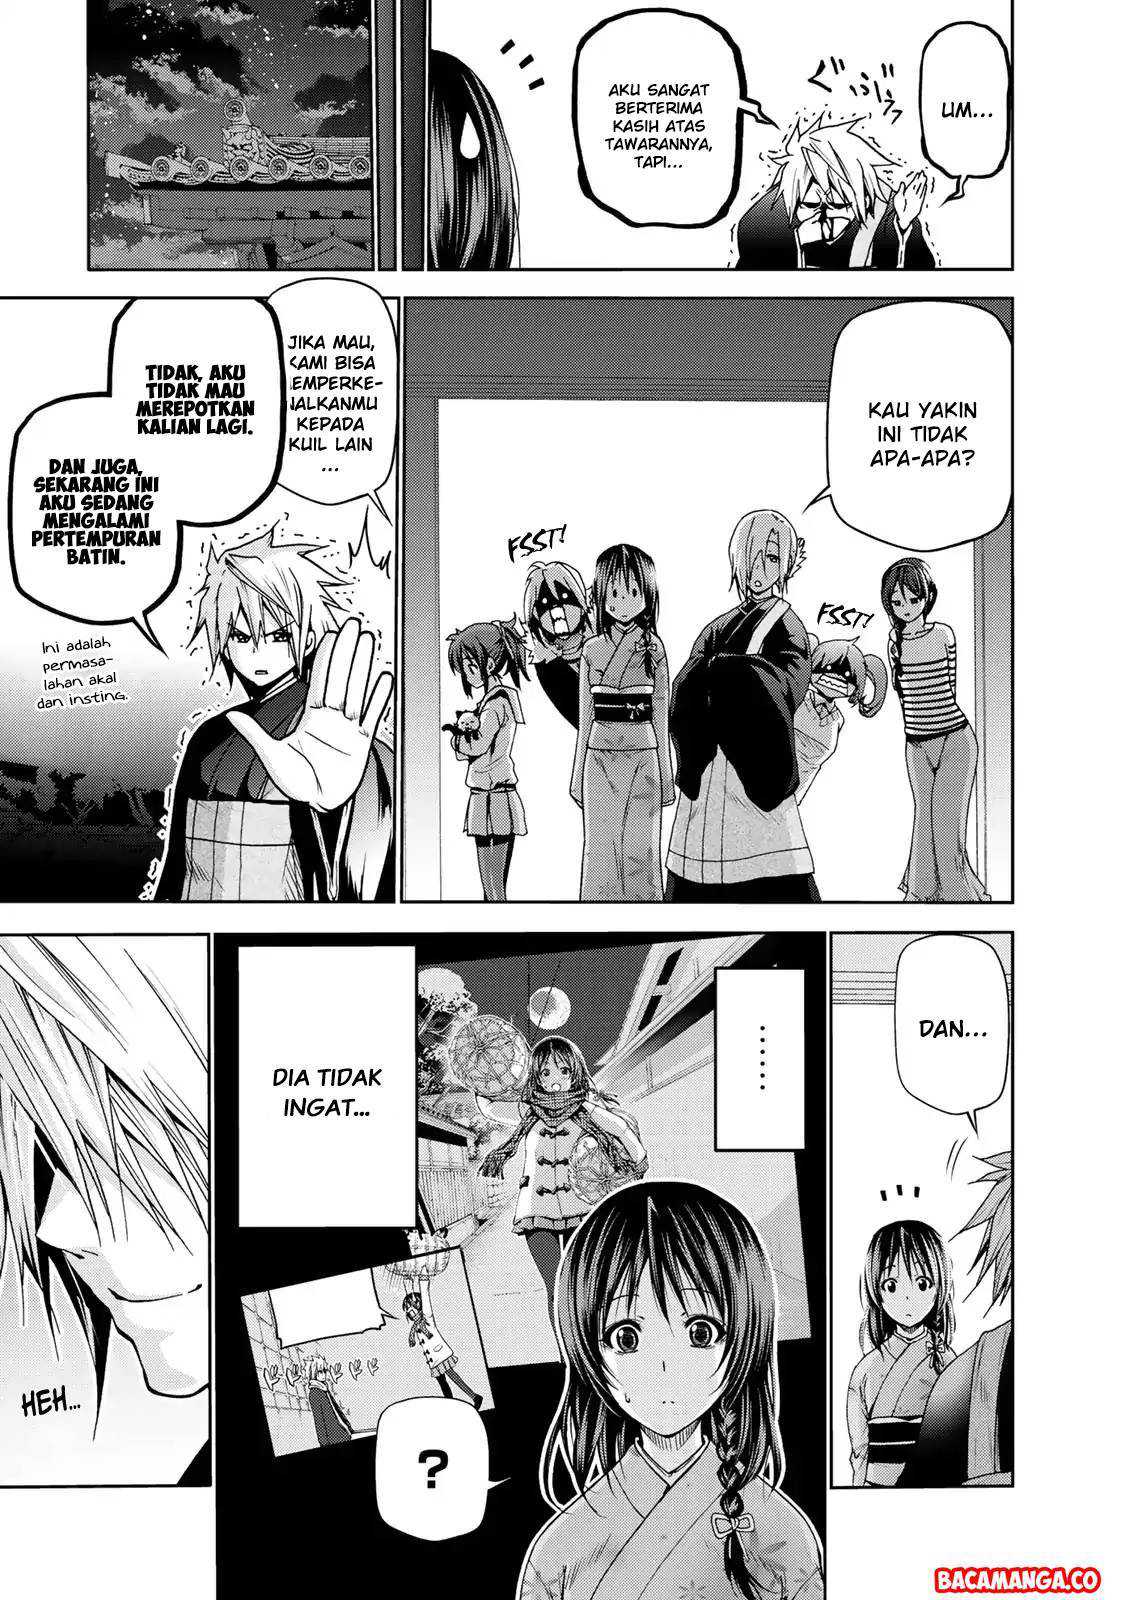 UM...
AKU SANGAT
BERTERIMA
KASIH ATAS
TAWARANNYA,
TAPI...
KAU YAKIN
INI TIDAK
APA-APA?
FSST!
FSST!
JIKA MAU,
KAMI BISA
KEPADA
KUIL LAIN
...
TIDAK, AKU
TIDAK MAU
MEREPOTKAN
KALIAN LAGI.
DAN JUGA,
SEKARANG INI
AKU SEDANG
MENGALAMI
PERTEMPURAN
BATIN.
Ini adalah
permasa-
lahan akal
dan insting.
DAN...
......
DIA TIDAK
INGAT...
?
HEH...
BACAMANGA.CO